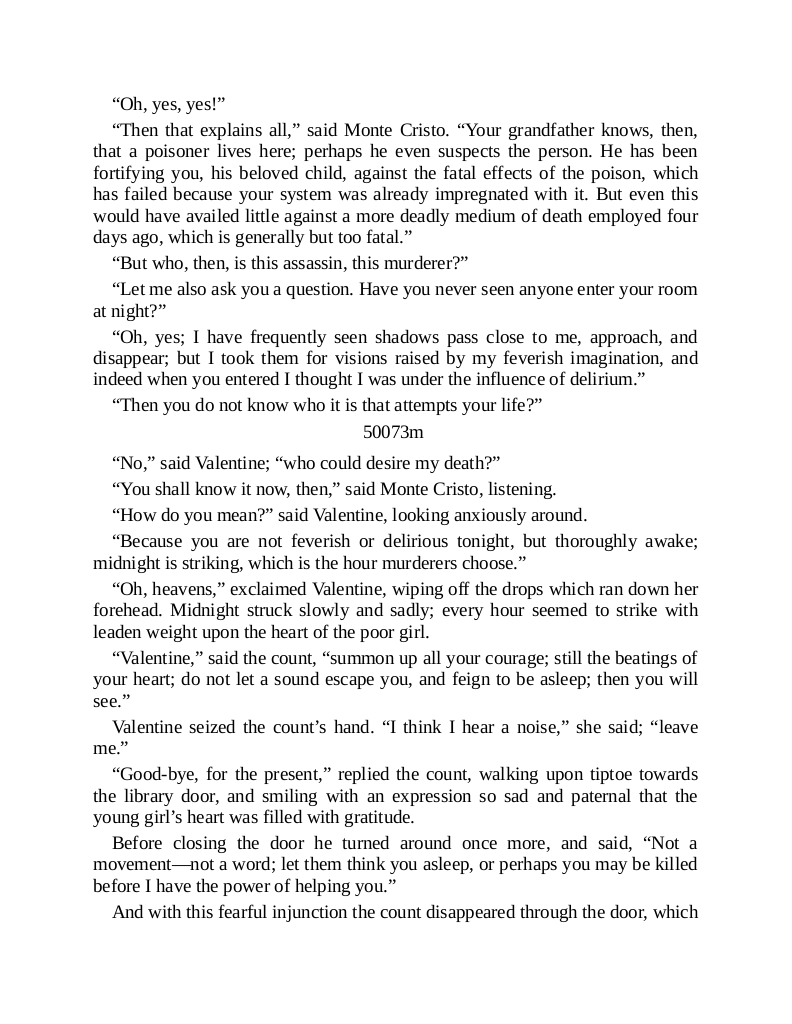 “Oh, yes, yes!”
“Then that explains all,” said Monte Cristo. “Your grandfather knows, then,
that a poisoner lives here; perhaps he even suspects the person. He has been
fortifying you, his beloved child, against the fatal effects of the poison, which
has failed because your system was already impregnated with it. But even this
would have availed little against a more deadly medium of death employed four
days ago, which is generally but too fatal.”
“But who, then, is this assassin, this murderer?”
“Let me also ask you a question. Have you never seen anyone enter your room
at night?”
“Oh, yes; I have frequently seen shadows pass close to me, approach, and
disappear; but I took them for visions raised by my feverish imagination, and
indeed when you entered I thought I was under the influence of delirium.”
“Then you do not know who it is that attempts your life?”
50073m
“No,” said Valentine; “who could desire my death?”
“You shall know it now, then,” said Monte Cristo, listening.
“How do you mean?” said Valentine, looking anxiously around.
“Because you are not feverish or delirious tonight, but thoroughly awake;
midnight is striking, which is the hour murderers choose.”
“Oh, heavens,” exclaimed Valentine, wiping off the drops which ran down her
forehead. Midnight struck slowly and sadly; every hour seemed to strike with
leaden weight upon the heart of the poor girl.
“Valentine,” said the count, “summon up all your courage; still the beatings of
your heart; do not let a sound escape you, and feign to be asleep; then you will
see.”
Valentine seized the count’s hand. “I think I hear a noise,” she said; “leave
me.”
“Good-bye, for the present,” replied the count, walking upon tiptoe towards
the library door, and smiling with an expression so sad and paternal that the
young girl’s heart was filled with gratitude.
Before closing the door he turned around once more, and said, “Not a
movement—not a word; let them think you asleep, or perhaps you may be killed
before I have the power of helping you.”
And with this fearful injunction the count disappeared through the door, which